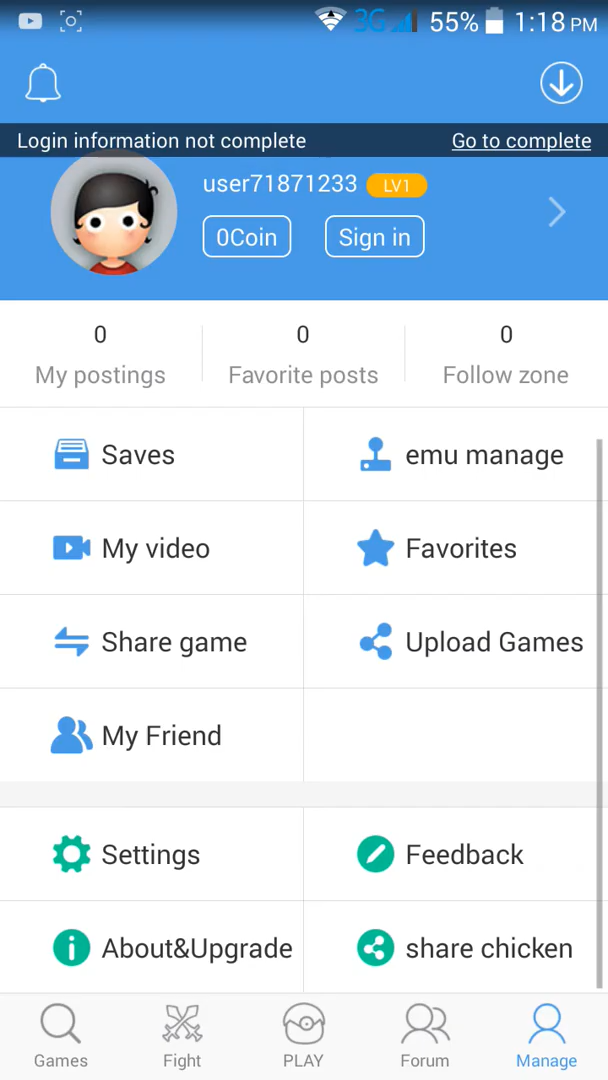 3G 55% 1:18 PM
Login information not complete Go to complete
user71871233 LV1
0Coin Sign in
0 0 0
My postings Favorite posts Follow zone
Saves emu manage
My video Favorites
Share game Upload Games
My Friend
Settings Feedback
About&Upgrade share chicken
Games Fight PLAY Forum Manage